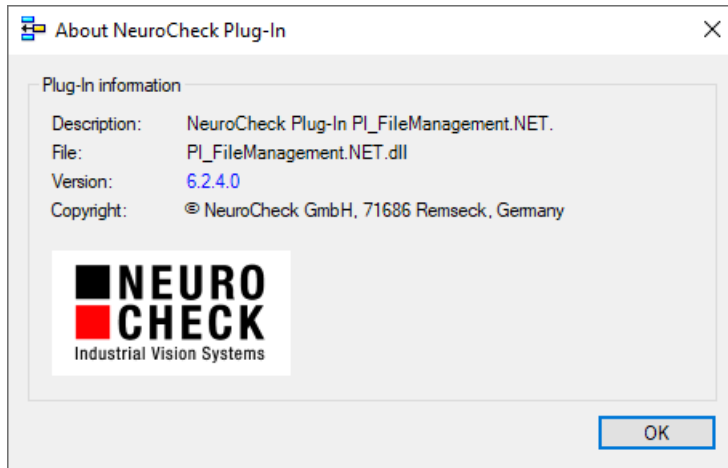 About NeuroCheck Plug-In
Plug-In information
Description: NeuroCheck Plug-In PI_FileManagement.NET.
File: PI_FileManagement.NET.dll
Version: 6.2.4.0
Copyright: © NeuroCheck GmbH, 71686 Remseck, Germany
NEURO
CHECK
Industrial Vision Systems
OK